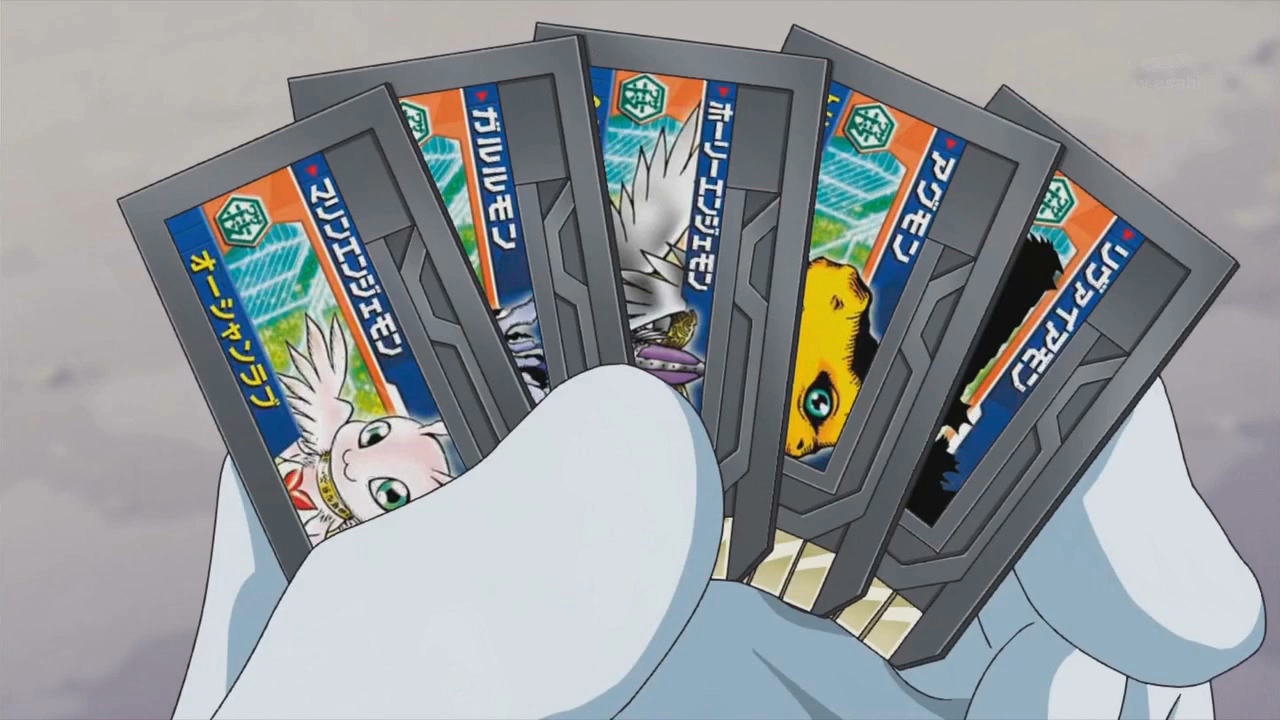 マリンエンジェモン
オーシャンラブ
ガルルモン
ホーリーエンジェモン
アグモン
リヴァイアモン